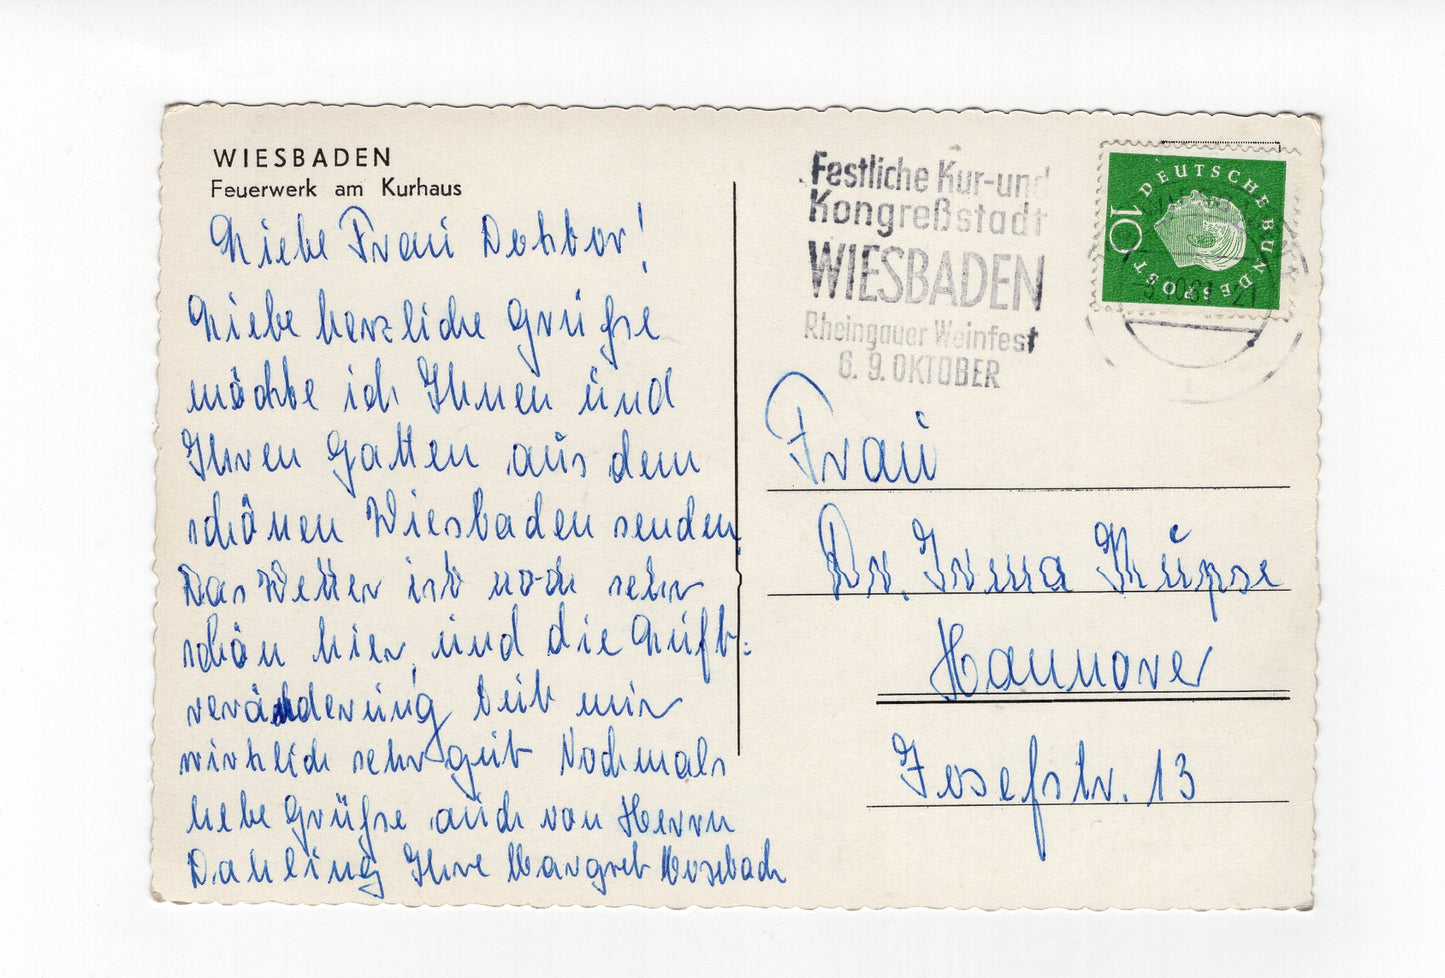 WIESBADEN
Feuerwerk am Kurhaus
Liebe Frau Doktor!
Liebe herzliche Grüße
möchte ich Ihnen und
Ihren Gatten aus dem
schönen Wiesbaden senden.
Das Wetter ist noch sehr
schön hier, und die Luft-
veränderung tut mir
wirklich sehr gut Nochmals
liebe Grüße auch von Herrn
Ihre Margret Mosebach
Festliche Kur-und
Kongreßstadt
WIESBADEN
Rheingauer Weinfest
6. 9. OKTOBER
DEUTSCHE BUNDESPOST
10
Frau
Dr. Irma
Hannover
Josefstr. 13